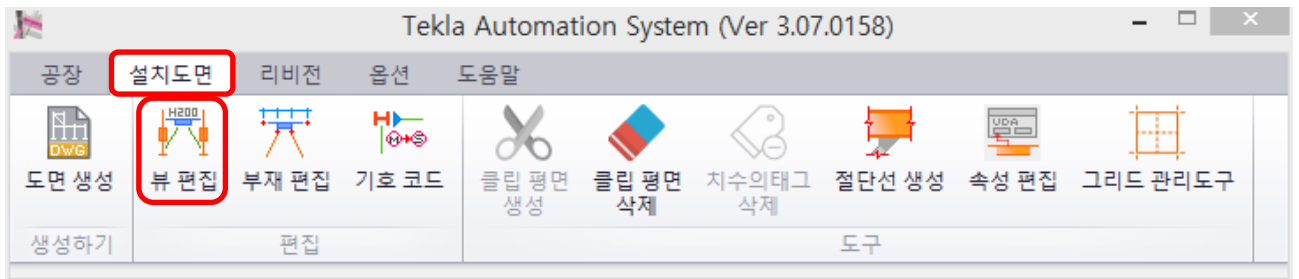 Tekla Automation System (Ver 3.07.0158)
공장 설치도면 리비전 옵션 도움말
DWG H200 H M S UDA
도면 생성 뷰 편집 부재 편집 기호 코드 클립 평면 생성 클립 평면 삭제 치수의태그 삭제 절단선 생성 속성 편집 그리드 관리도구
생성하기 편집 도구